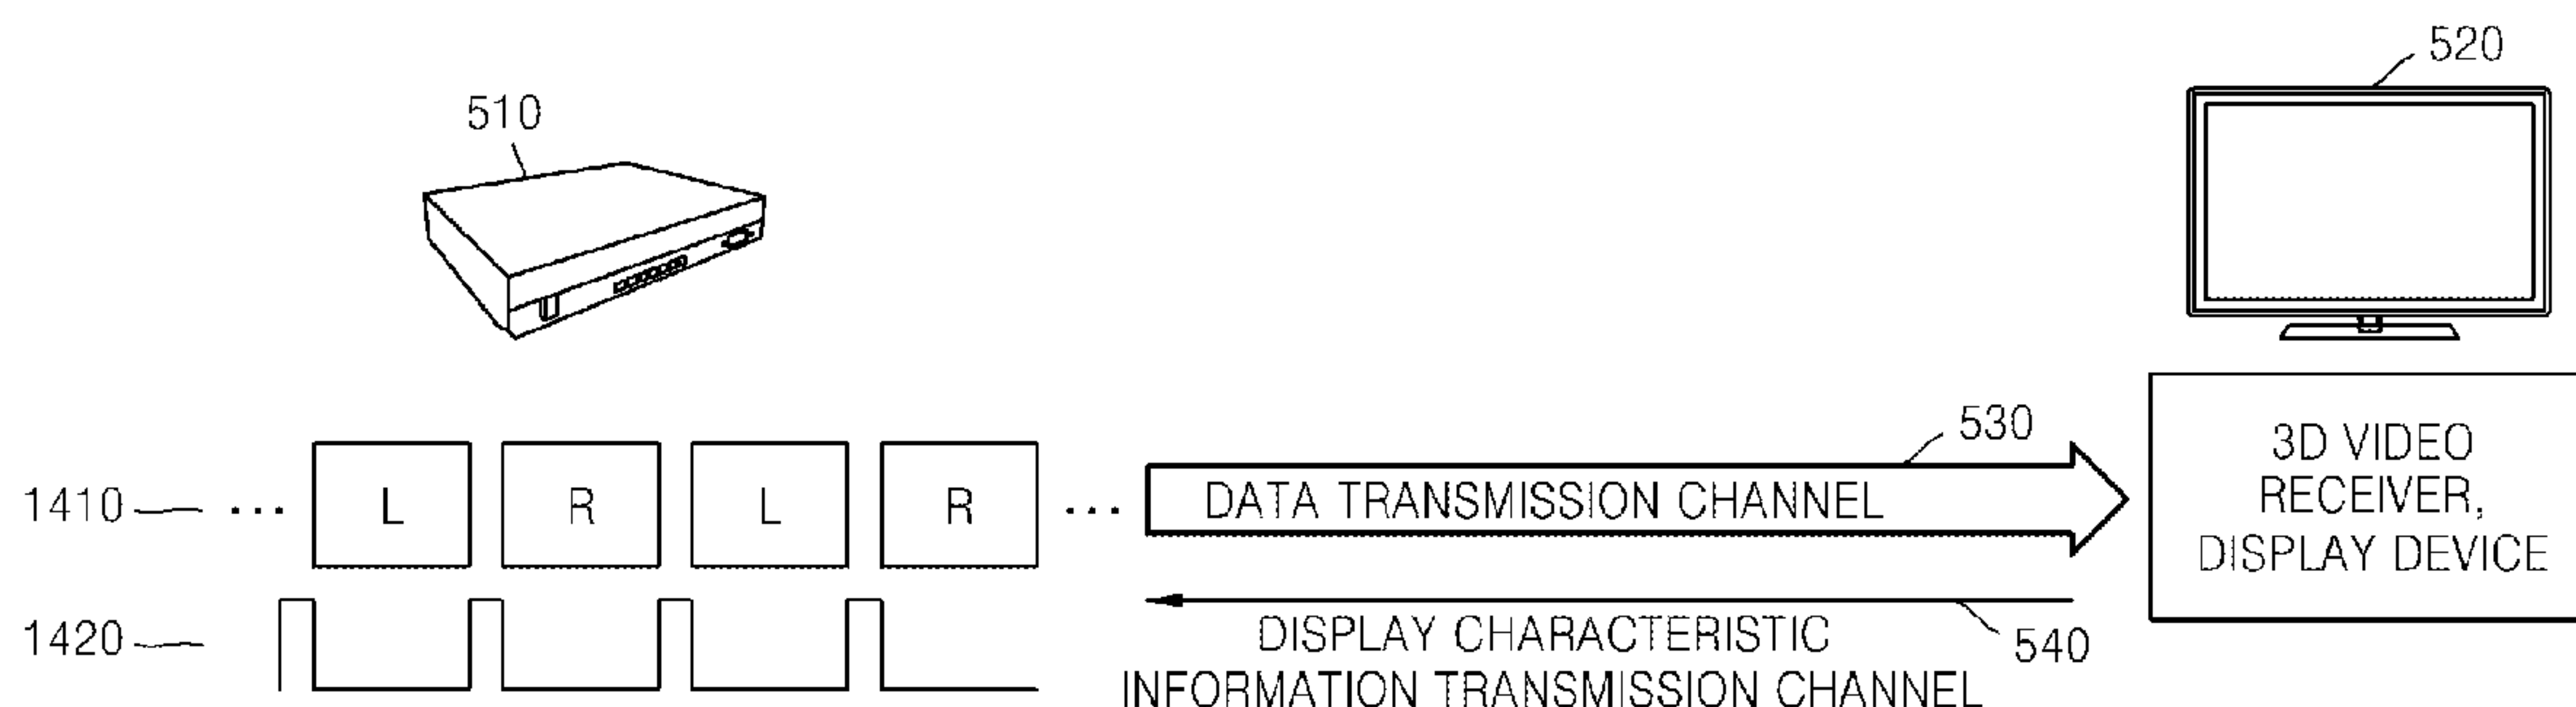 520
510
530
3D VIDEO
RECEIVER,
DISPLAY DEVICE
1410 ... L R L R ... DATA TRANSMISSION CHANNEL
1420
DISPLAY CHARACTERISTIC
INFORMATION TRANSMISSION CHANNEL
540